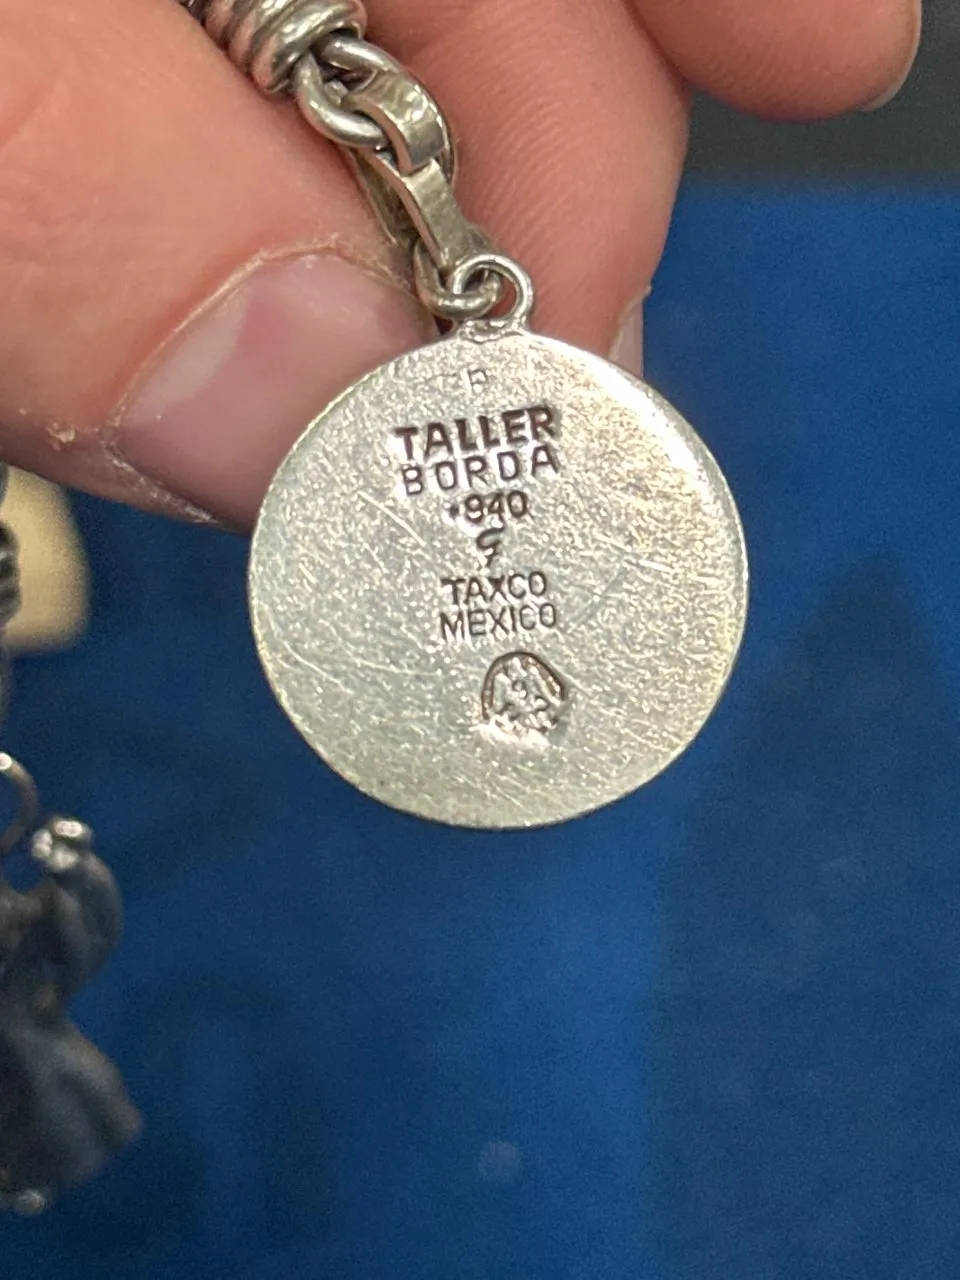 P
TALLER
BORDA
.940
TAXCO
MEXICO